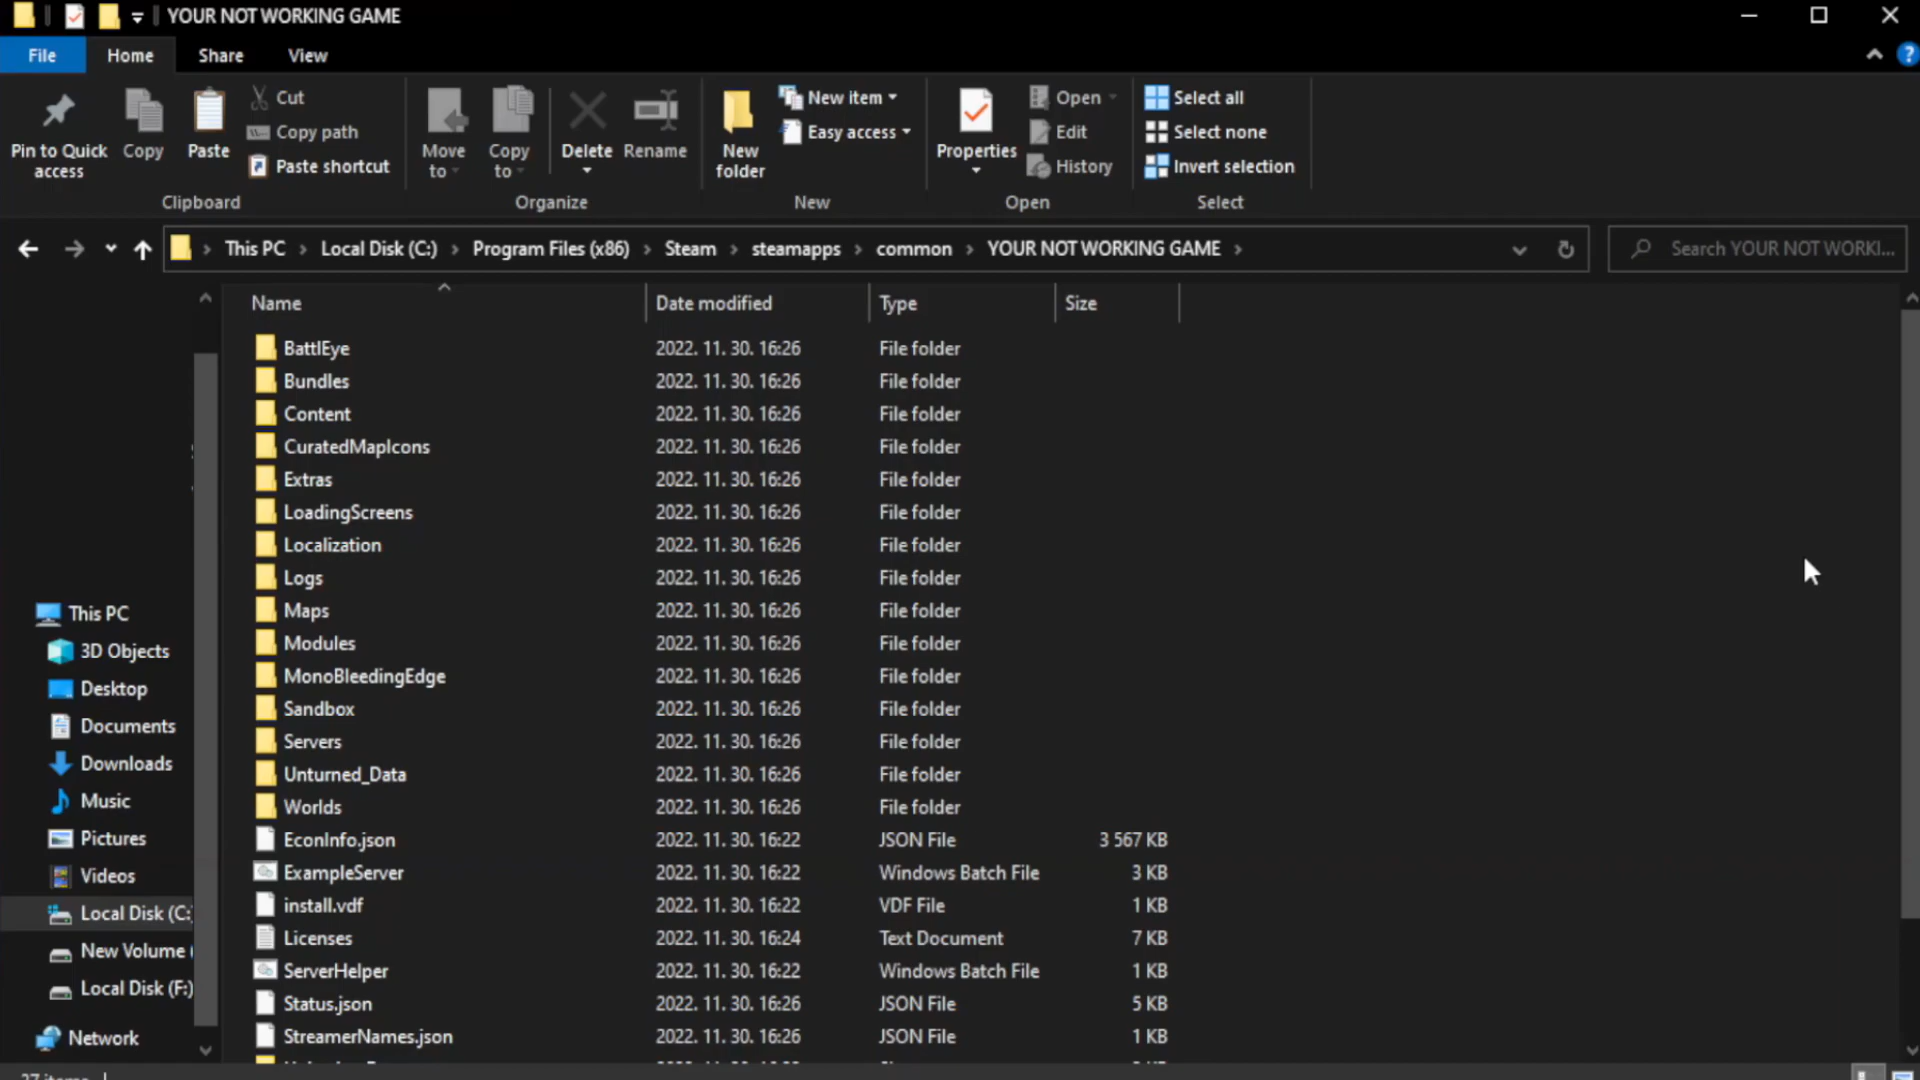 YOUR NOT WORKING GAME
File Home Share View
Pin to Quick access
Copy
Paste
Cut
Copy path
Paste shortcut
Clipboard
Move to
Copy to
Delete
Rename
Organize
New folder
New item
Easy access
New
Properties
Open
Edit
History
Open
Select all
Select none
Invert selection
Select
This PC Local Disk (C:) Program Files (x86) Steam steamapps common YOUR NOT WORKING GAME
Search YOUR NOT WORKI...
Name Date modified Type Size
BattlEye 2022. 11. 30. 16:26 File folder
Bundles 2022. 11. 30. 16:26 File folder
Content 2022. 11. 30. 16:26 File folder
CuratedMapIcons 2022. 11. 30. 16:26 File folder
Extras 2022. 11. 30. 16:26 File folder
LoadingScreens 2022. 11. 30. 16:26 File folder
Localization 2022. 11. 30. 16:26 File folder
Logs 2022. 11. 30. 16:26 File folder
Maps 2022. 11. 30. 16:26 File folder
Modules 2022. 11. 30. 16:26 File folder
MonoBleedingEdge 2022. 11. 30. 16:26 File folder
Sandbox 2022. 11. 30. 16:26 File folder
Servers 2022. 11. 30. 16:26 File folder
Unturned_Data 2022. 11. 30. 16:26 File folder
Worlds 2022. 11. 30. 16:26 File folder
EconInfo.json 2022. 11. 30. 16:22 JSON File 3 567 KB
ExampleServer 2022. 11. 30. 16:22 Windows Batch File 3 KB
install.vdf 2022. 11. 30. 16:22 VDF File 1 KB
Licenses 2022. 11. 30. 16:24 Text Document 7 KB
ServerHelper 2022. 11. 30. 16:22 Windows Batch File 1 KB
Status.json 2022. 11. 30. 16:26 JSON File 5 KB
StreamerNames.json 2022. 11. 30. 16:26 JSON File 1 KB
This PC
3D Objects
Desktop
Documents
Downloads
Music
Pictures
Videos
Local Disk (C:)
New Volume (
Local Disk (F:)
Network